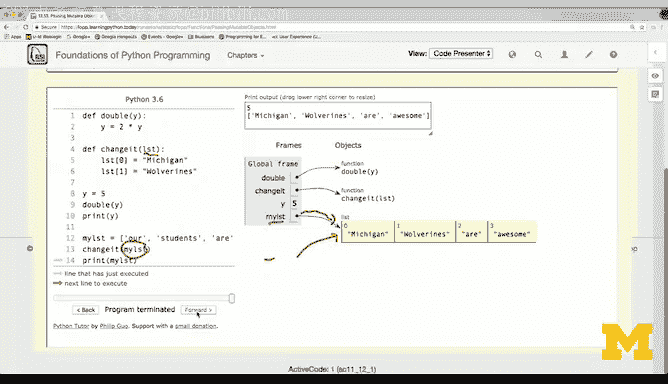 Foundations of Python Programming
Chapters
View: Code Presenter
Python 3.6
1 def double(y):
2 y = 2 * y
3
4 def changeit(lst):
5 lst[0] = "Michigan"
6 lst[1] = "Wolverines"
7
8 y = 5
9 double(y)
10 print(y)
11
12 mylst = ['our', 'students', 'are'
13 changeit(mylst)
14 print(mylst)
line that has just executed
next line to execute
< Back
Program terminated
Forward >
Python Tutor by Philip Guo. Support with a small donation.
Print output (drag lower right corner to resize)
5
['Michigan', 'Wolverines', 'are', 'awesome']
Frames
Objects
Global frame
double
changeit
y 5
mylst
function
double(y)
function
changeit(lst)
list
0 1 2 3
"Michigan" "Wolverines" "are" "awesome"
M
ActiveCode: 1 (ac11_12_1)